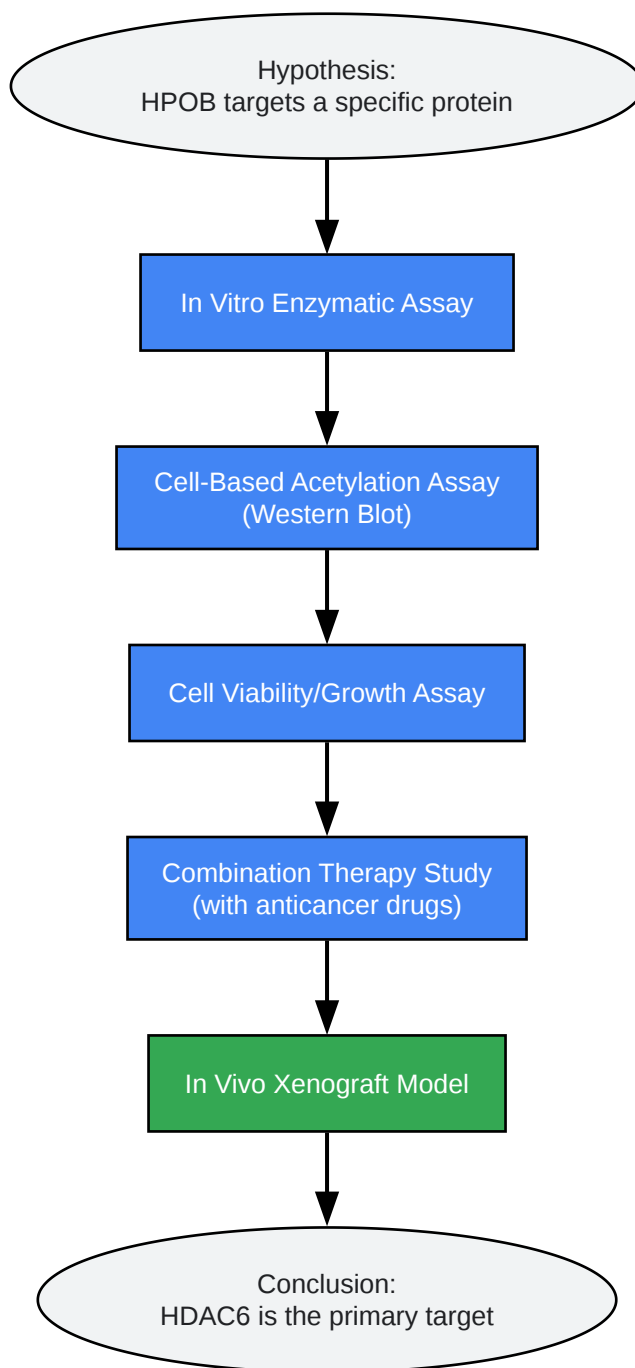 Hypothesis:
HPOB targets a specific protein
In Vitro Enzymatic Assay
Cell-Based Acetylation Assay
(Western Blot)
Cell Viability/Growth Assay
Combination Therapy Study
(with anticancer drugs)
In Vivo Xenograft Model
Conclusion:
HDAC6 is the primary target